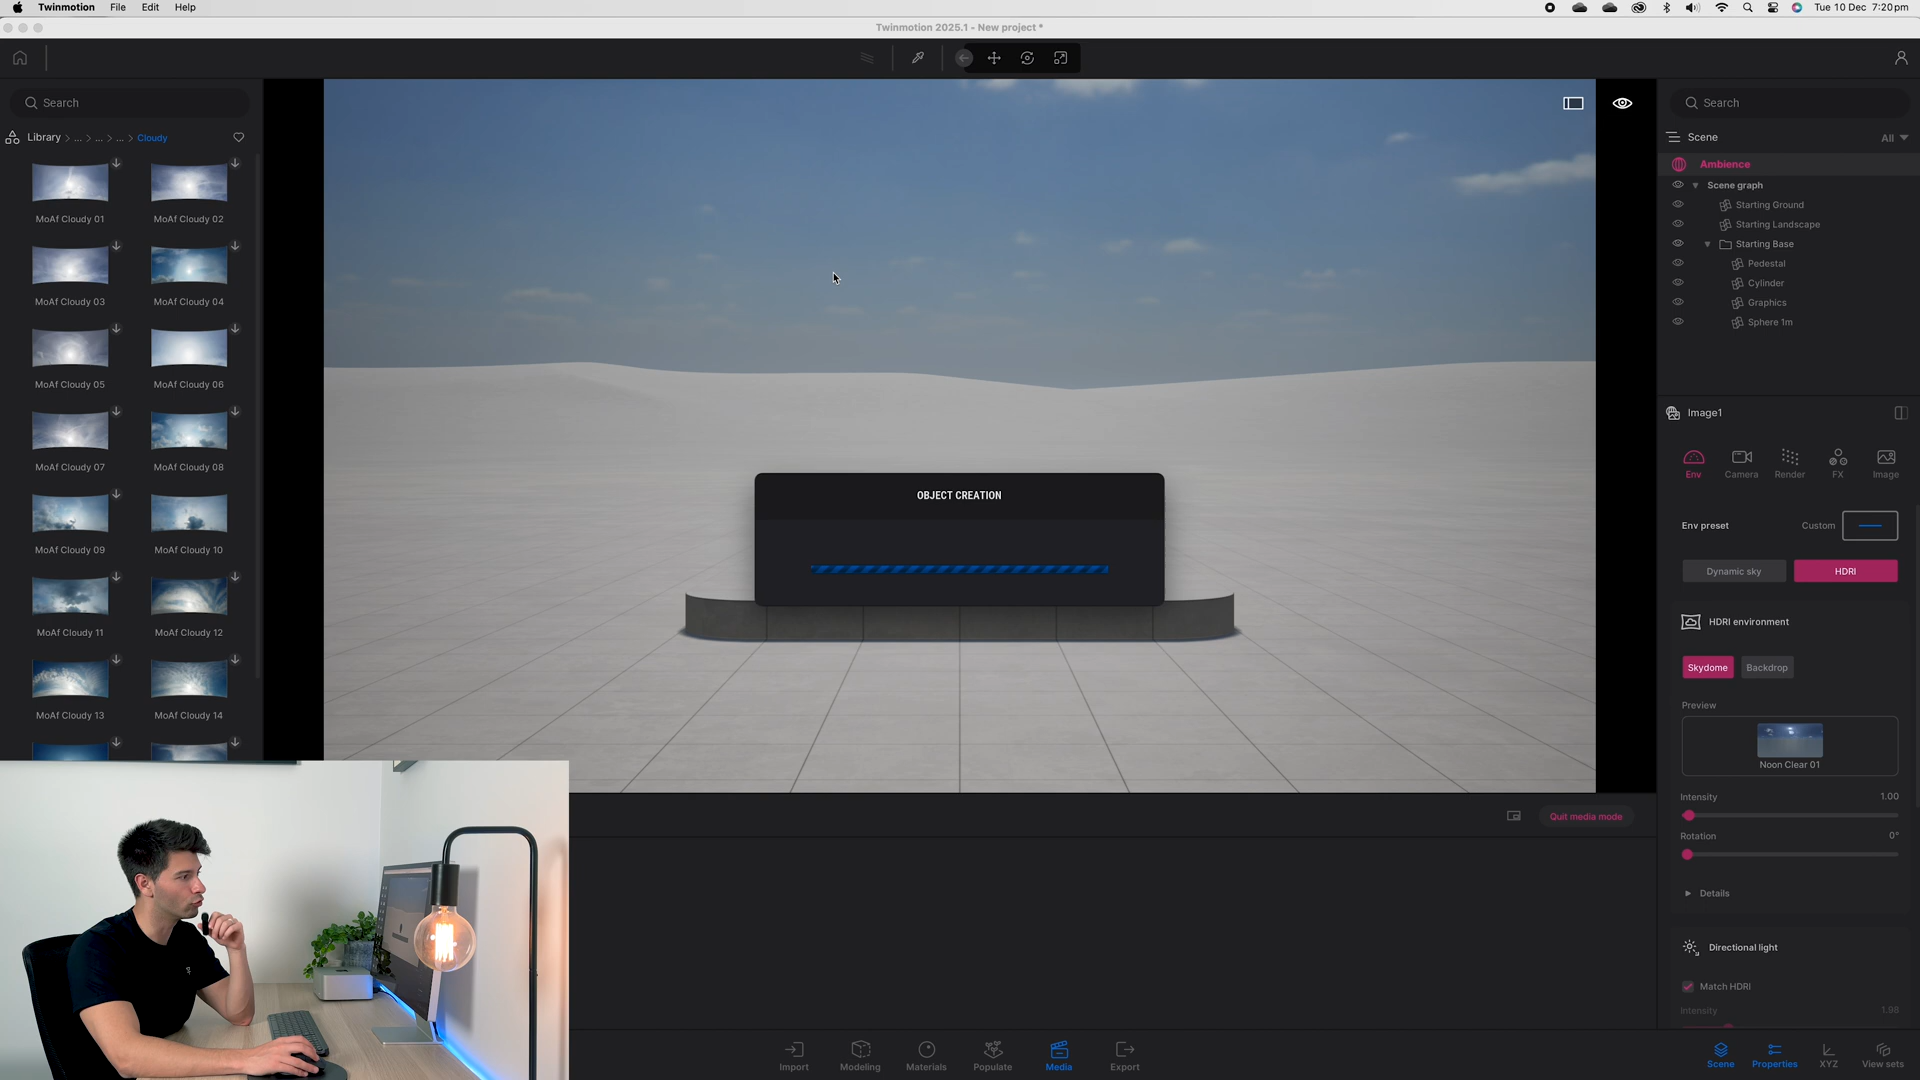 Twinmotion File Edit Help
Tue 10 Dec 7:20pm
Twinmotion 2025.1 - New project *
Search
Library > ... > ... > ... > Cloudy
MoAf Cloudy 01
MoAf Cloudy 02
MoAf Cloudy 03
MoAf Cloudy 04
MoAf Cloudy 05
MoAf Cloudy 06
MoAf Cloudy 07
MoAf Cloudy 08
MoAf Cloudy 09
MoAf Cloudy 10
MoAf Cloudy 11
MoAf Cloudy 12
MoAf Cloudy 13
MoAf Cloudy 14
OBJECT CREATION
Quit media mode
Import
Modeling
Materials
Populate
Media
Export
Search
Scene
All
Ambience
Scene graph
Starting Ground
Starting Landscape
Starting Base
Pedestal
Cylinder
Graphics
Sphere 1m
Image1
Env
Camera
Render
FX
Image
Env preset
Custom
Dynamic sky
HDRI
HDRI environment
Skydome
Backdrop
Preview
Noon Clear 01
Intensity 1.00
Rotation 0°
Details
Directional light
Match HDRI
Intensity 1.98
Scene
Properties
XYZ
View sets